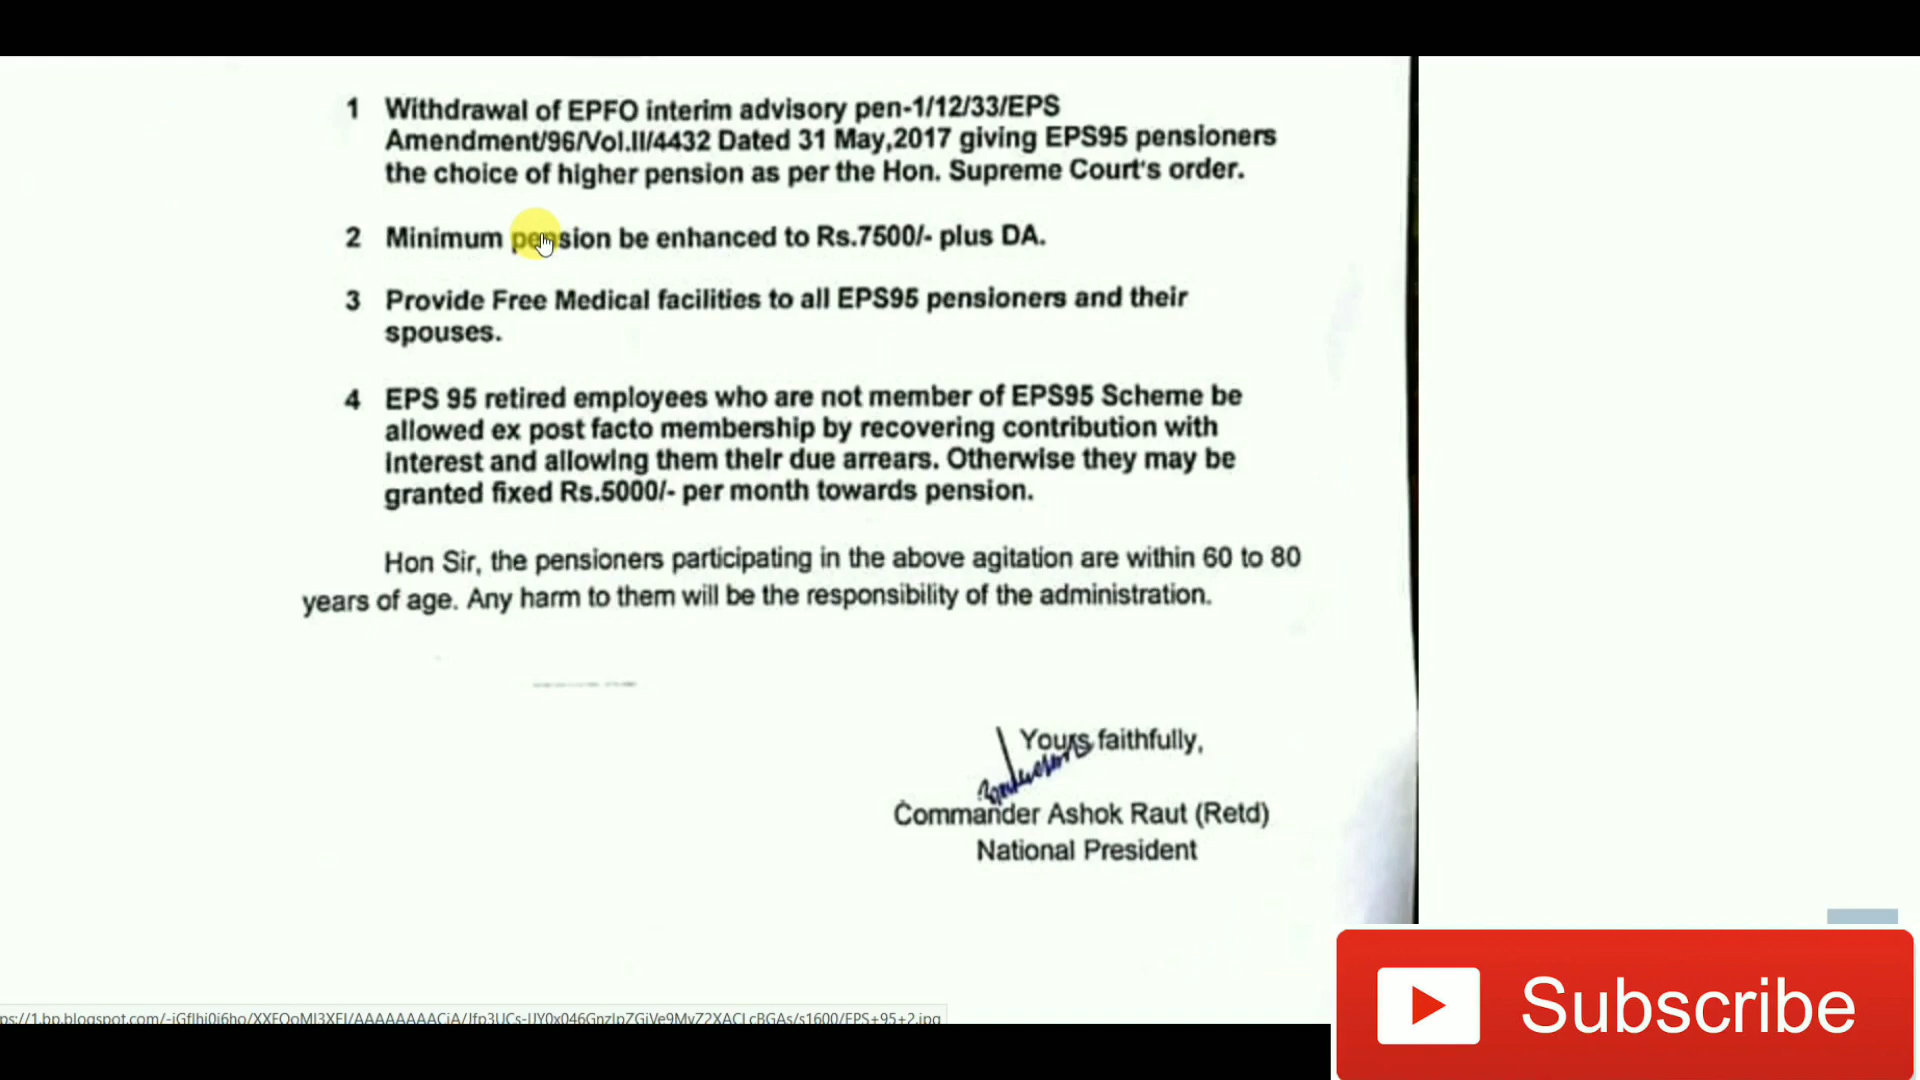 1 Withdrawal of EPFO interim advisory pen-1/12/33/EPS
Amendment/96/Vol.II/4432 Dated 31 May,2017 giving EPS95 pensioners
the choice of higher pension as per the Hon. Supreme Court's order.
2 Minimum pension be enhanced to Rs.7500/- plus DA.
3 Provide Free Medical facilities to all EPS95 pensioners and their
spouses.
4 EPS 95 retired employees who are not member of EPS95 Scheme be
allowed ex post facto membership by recovering contribution with
interest and allowing them their due arrears. Otherwise they may be
granted fixed Rs.5000/- per month towards pension.
Hon Sir, the pensioners participating in the above agitation are within 60 to 80
years of age. Any harm to them will be the responsibility of the administration.
Yours faithfully,
Commander Ashok Raut (Retd)
National President
Subscribe